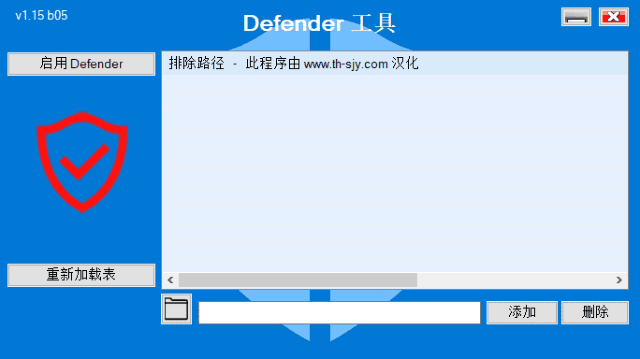 v1.15 b05
Defender 工具
启用 Defender
排除路径 - 此程序由 www.th-sjy.com 汉化
重新加载表
添加
删除